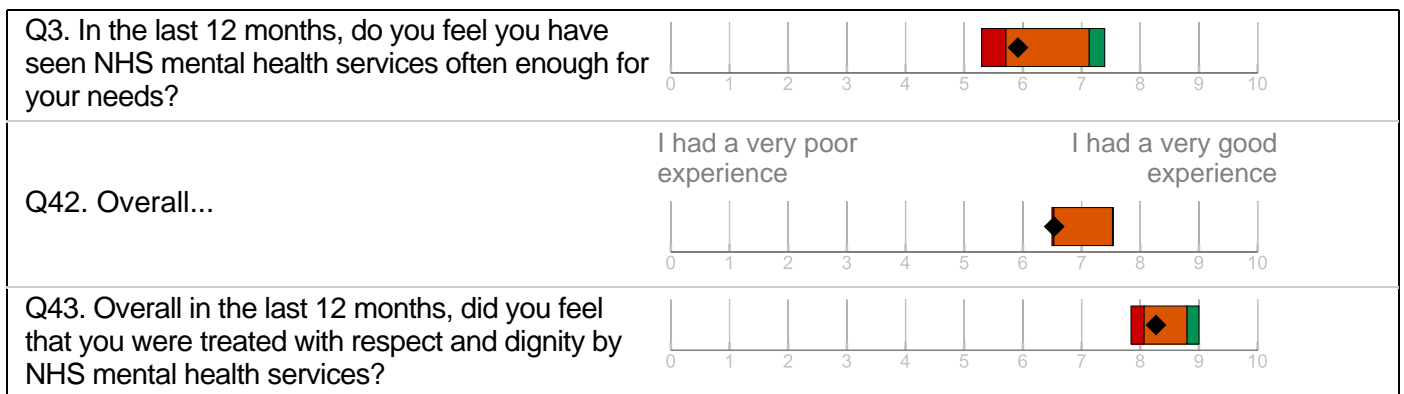 Q3. In the last 12 months, do you feel you have
seen NHS mental health services often enough for
your needs?
0 1 2 3 4 5 6 7 8 9 10
I had a very poor
experience
I had a very good
experience
Q42. Overall...
0 1 2 3 4 5 6 7 8 9 10
Q43. Overall in the last 12 months, did you feel
that you were treated with respect and dignity by
NHS mental health services?
0 1 2 3 4 5 6 7 8 9 10